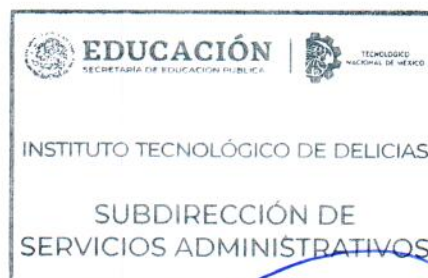 EDUCACIÓN
SECRETARÍA DE EDUCACIÓN PÚBLICA
TECNOLÓGICO
NACIONAL DE MÉXICO
INSTITUTO TECNOLÓGICO DE DELICIAS
SUBDIRECCIÓN DE
SERVICIOS ADMINISTRATIVOS